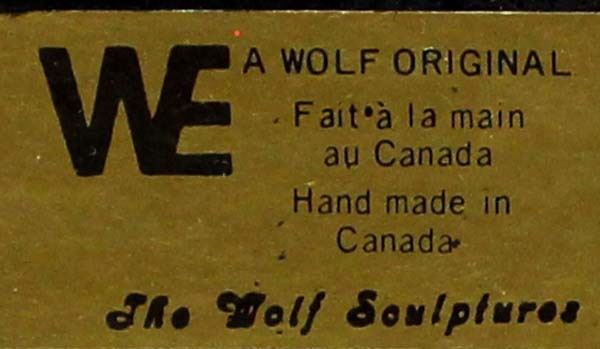 WE
A WOLF ORIGINAL
Fait à la main
au Canada
Hand made in
Canada
The Wolf Sculptures